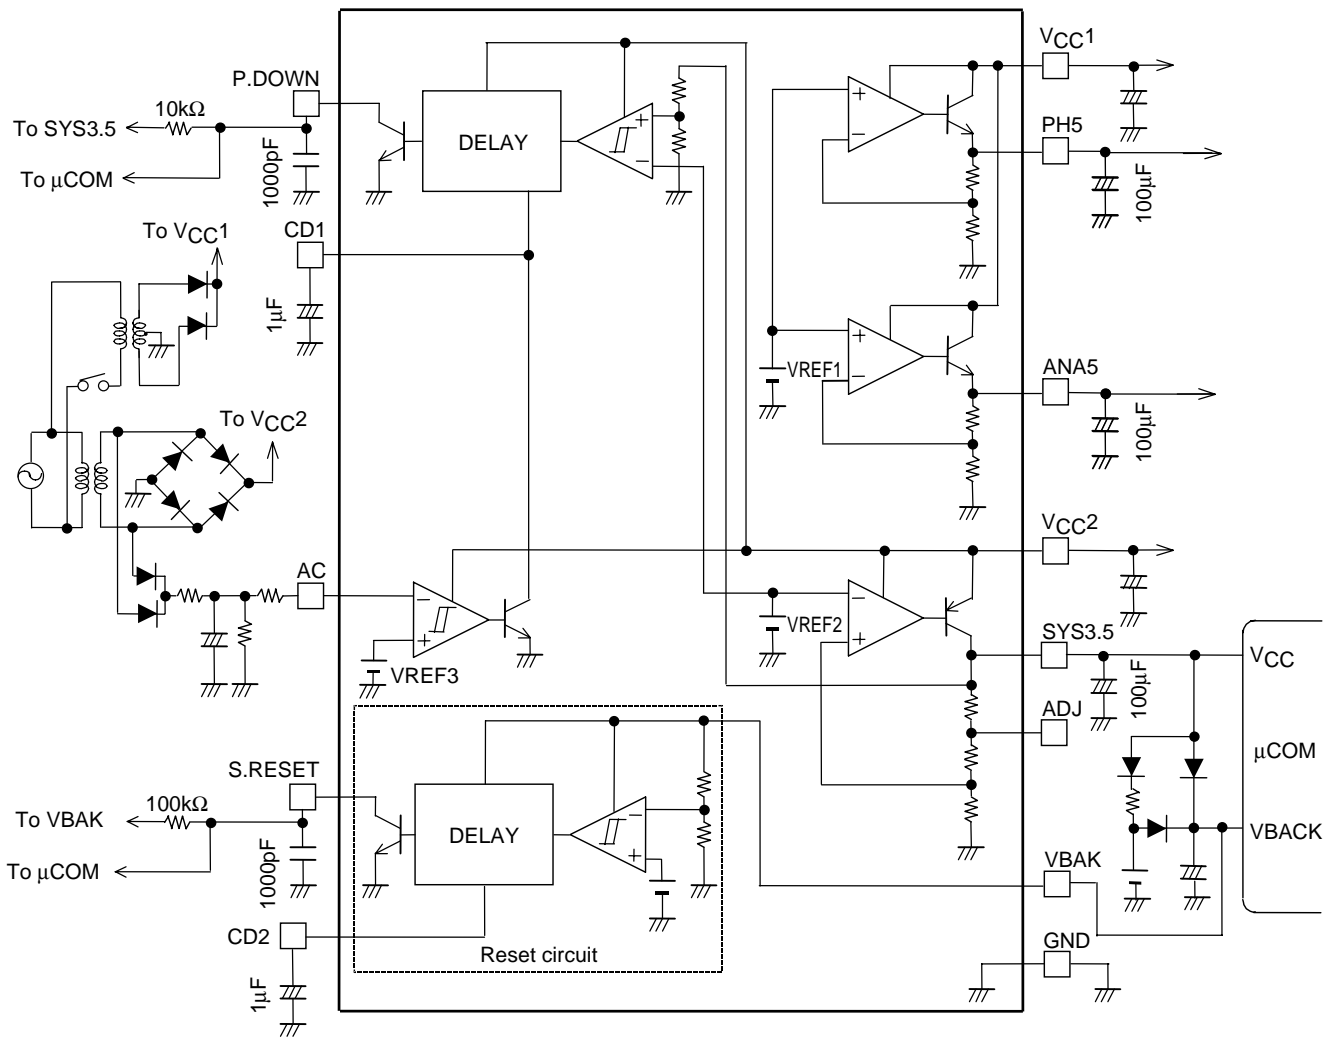 VCC1
P.DOWN
10kΩ
To SYS3.5
To μCOM
1000pF
DELAY
+
−
+
−
PH5
100μF
To VCC1
CD1
1μF
+
−
VREF1
ANA5
100μF
To VCC2
VCC2
AC
−
+
VREF3
−
+
VREF2
SYS3.5
100μF
VCC
ADJ
μCOM
VBACK
S.RESET
100kΩ
To VBAK
To μCOM
1000pF
DELAY
−
+
VBAK
CD2
1μF
Reset circuit
GND